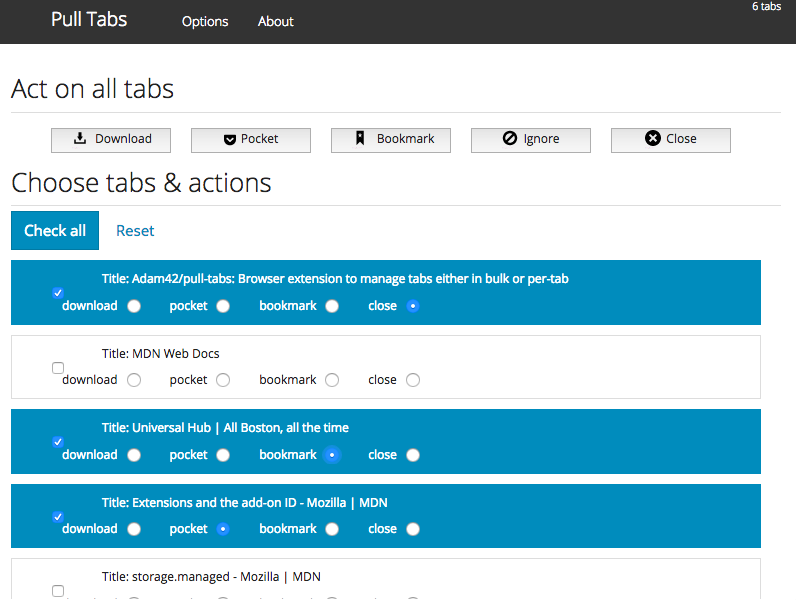 Pull Tabs Options About 6 tabs
Act on all tabs
Download Pocket Bookmark Ignore Close
Choose tabs & actions
Check all Reset
Title: Adam42/pull-tabs: Browser extension to manage tabs either in bulk or per-tab
download pocket bookmark close
Title: MDN Web Docs
download pocket bookmark close
Title: Universal Hub | All Boston, all the time
download pocket bookmark close
Title: Extensions and the add-on ID - Mozilla | MDN
download pocket bookmark close
Title: storage.managed - Mozilla | MDN